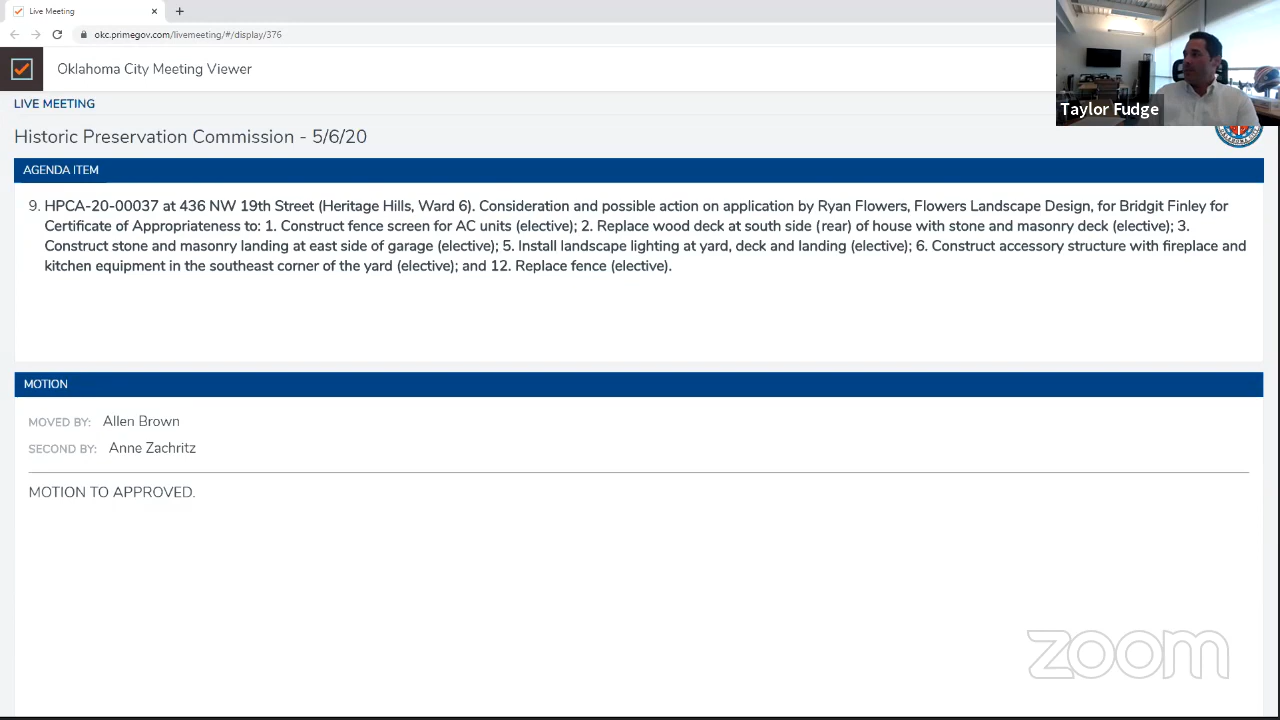 Live Meeting
okc.primegov.com/livemeeting/#/display/376
Oklahoma City Meeting Viewer
Taylor Fudge
LIVE MEETING
Historic Preservation Commission - 5/6/20
AGENDA ITEM
9. HPCA-20-00037 at 436 NW 19th Street (Heritage Hills, Ward 6). Consideration and possible action on application by Ryan Flowers, Flowers Landscape Design, for Bridgit Finley for
Certificate of Appropriateness to: 1. Construct fence screen for AC units (elective); 2. Replace wood deck at south side (rear) of house with stone and masonry deck (elective); 3.
Construct stone and masonry landing at east side of garage (elective); 5. Install landscape lighting at yard, deck and landing (elective); 6. Construct accessory structure with fireplace and
kitchen equipment in the southeast corner of the yard (elective); and 12. Replace fence (elective).
MOTION
MOVED BY: Allen Brown
SECOND BY: Anne Zachritz
MOTION TO APPROVED.
zoom